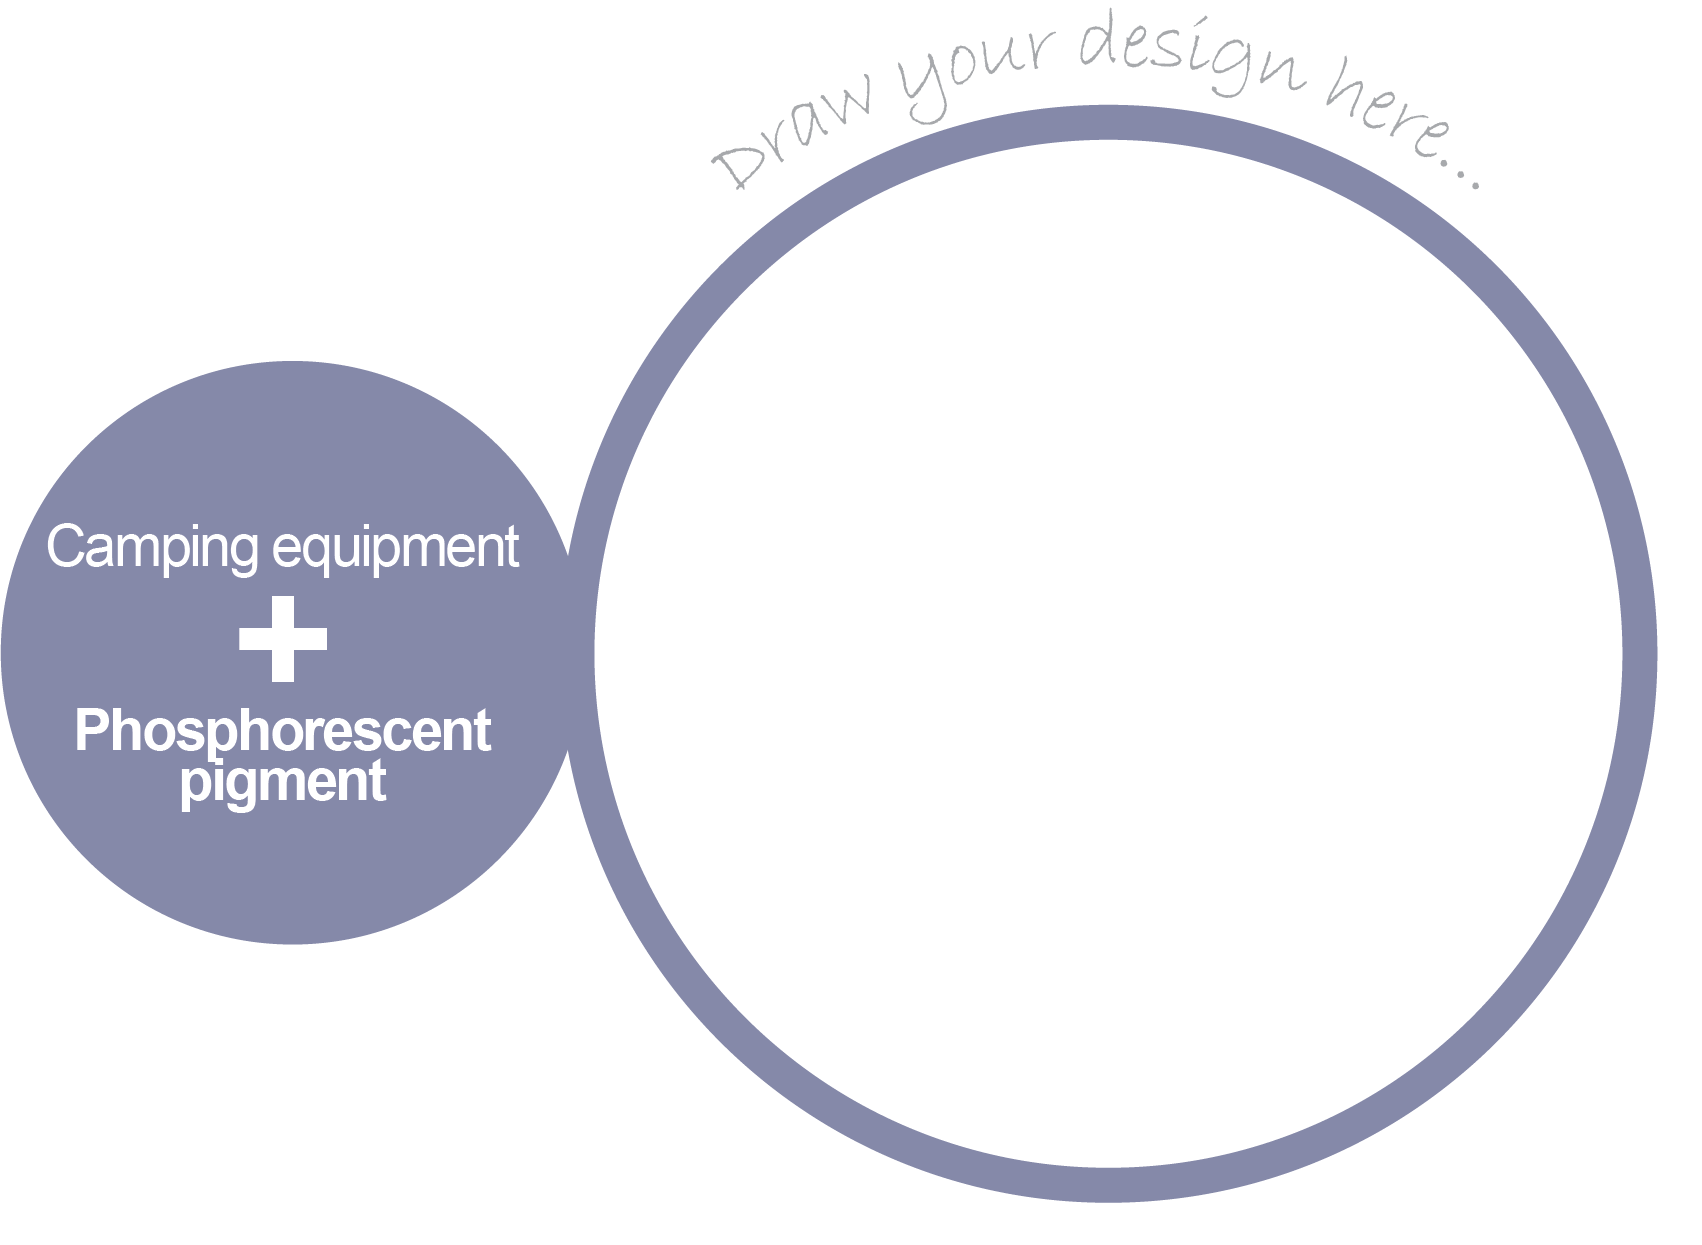 Draw your design here...
Camping equipment
+
Phosphorescent
pigment